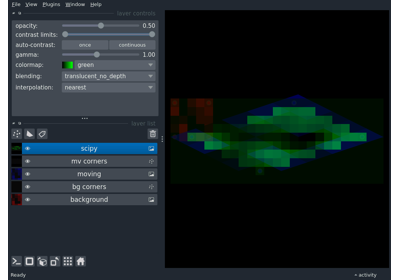 File View Plugins Window Help
layer controls
opacity: 0.50
contrast limits:
auto-contrast: once continuous
gamma: 1.00
colormap: green
blending: translucent_no_depth
interpolation: nearest
layer list
scipy
mv corners
moving
bg corners
background
Ready
activity